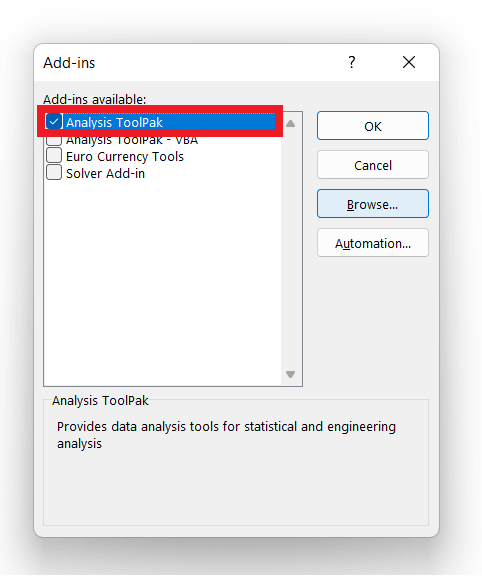 Add-ins
?
Add-ins available:
Analysis ToolPak
Analysis ToolPak - VBA
Euro Currency Tools
Solver Add-in
OK
Cancel
Browse...
Automation...
Analysis ToolPak
Provides data analysis tools for statistical and engineering
analysis